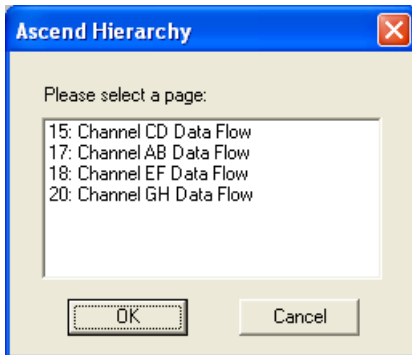 Ascend Hierarchy
Please select a page:
15: Channel CD Data Flow
17: Channel AB Data Flow
18: Channel EF Data Flow
20: Channel GH Data Flow
OK Cancel